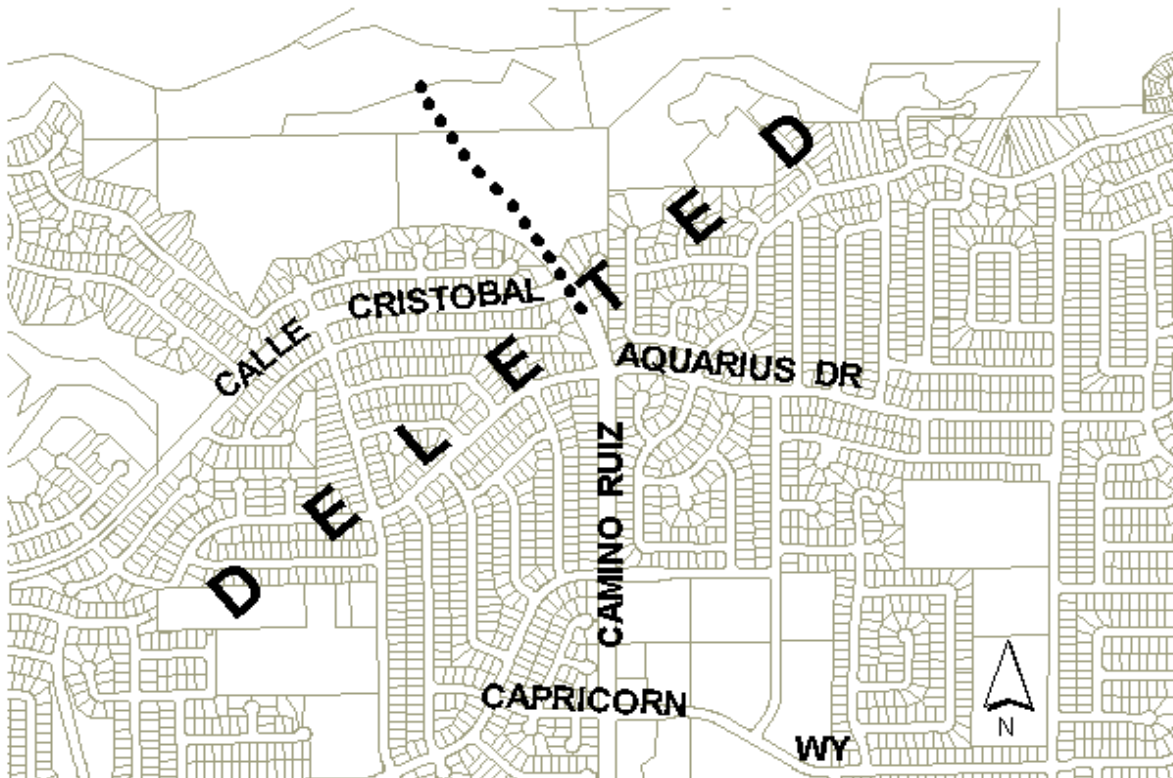 DELETED
CALLE CRISTOBAL
AQUARIUS DR
CAMINO RUIZ
CAPRICORN WY
N